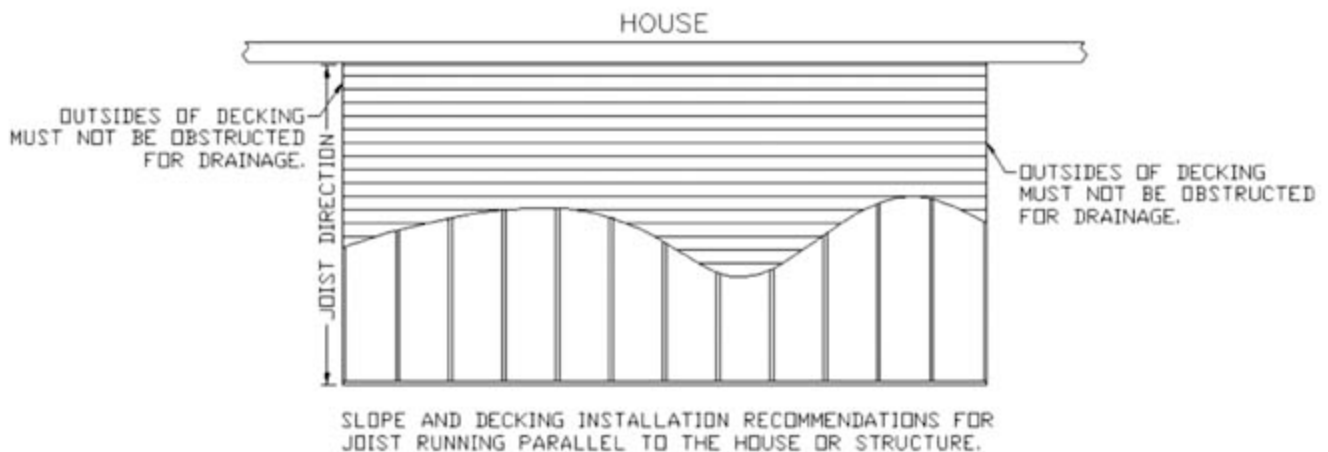 HOUSE
OUTSIDES OF DECKING
MUST NOT BE OBSTRUCTED
FOR DRAINAGE.
JOIST DIRECTION
OUTSIDES OF DECKING
MUST NOT BE OBSTRUCTED
FOR DRAINAGE.
SLOPE AND DECKING INSTALLATION RECOMMENDATIONS FOR
JOIST RUNNING PARALLEL TO THE HOUSE OR STRUCTURE.